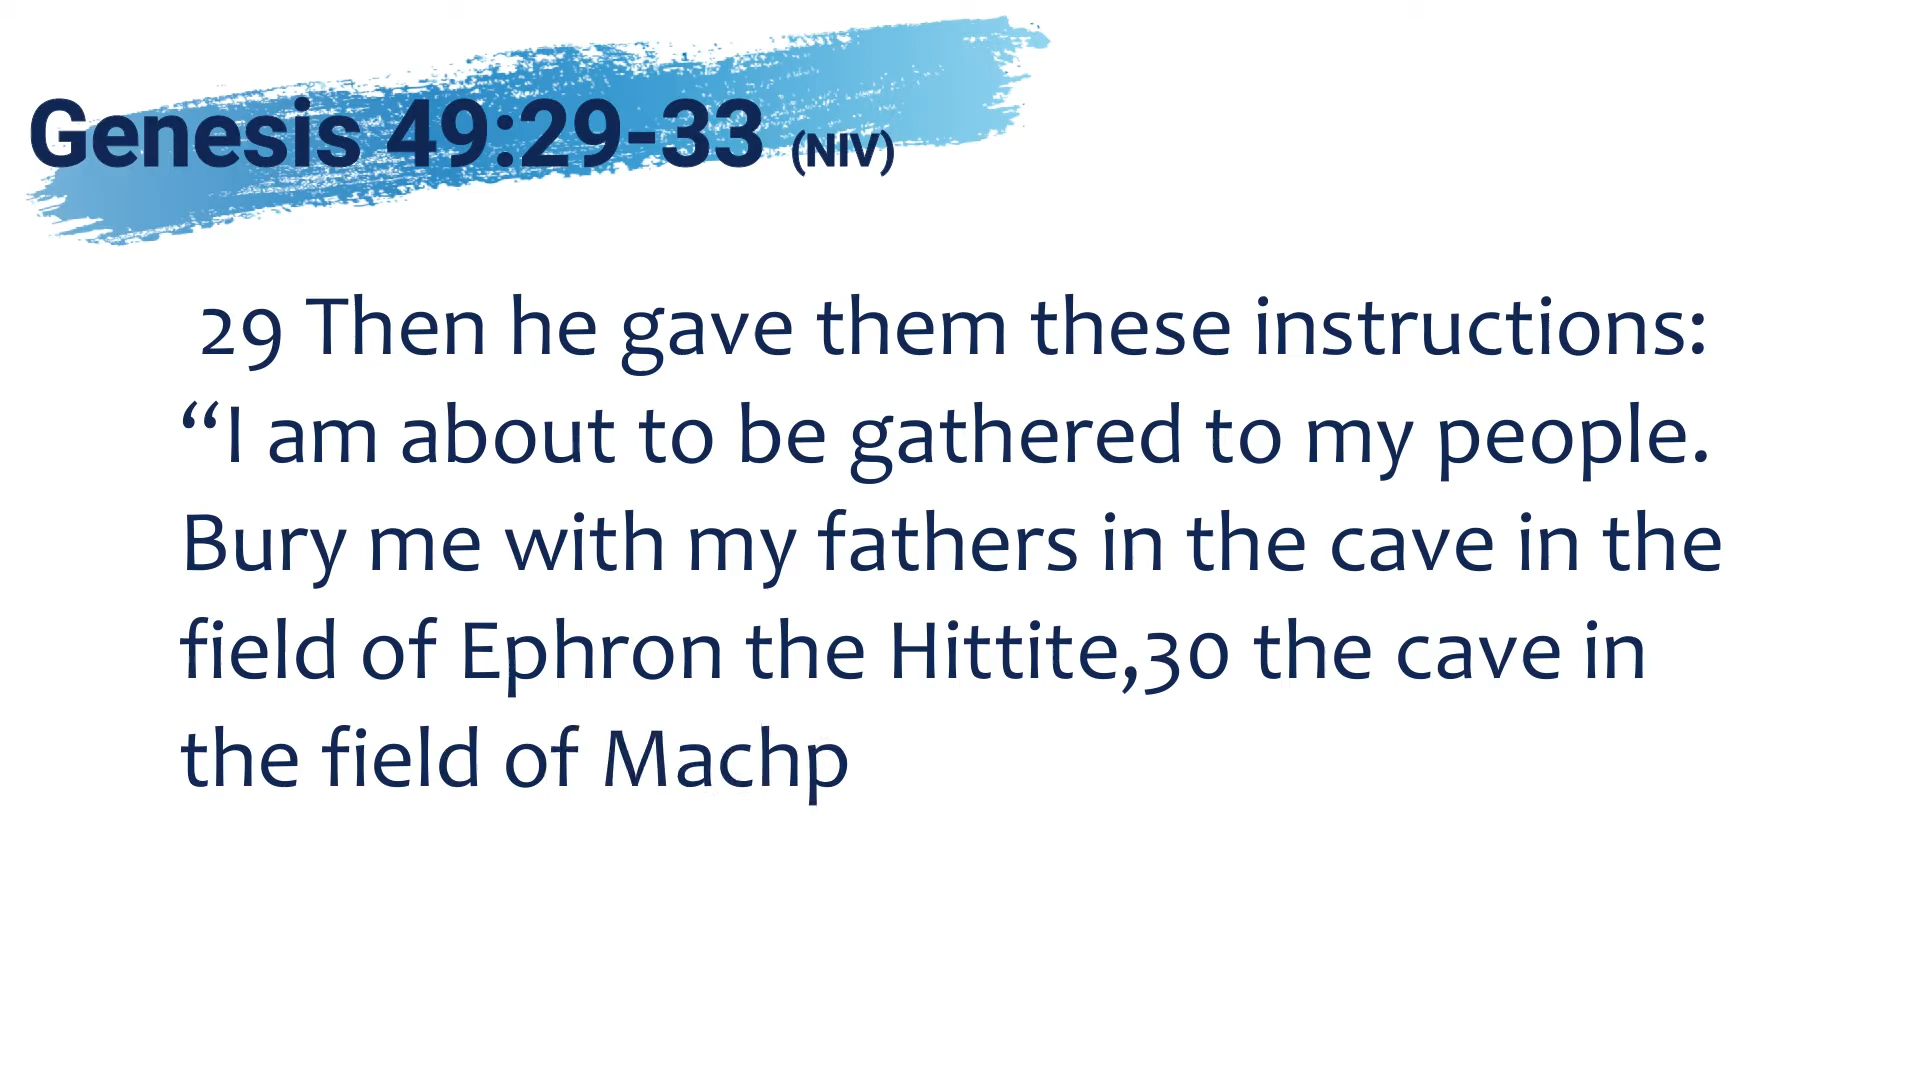 Genesis 49:29-33 (NIV)
29 Then he gave them these instructions:
“I am about to be gathered to my people.
Bury me with my fathers in the cave in the
field of Ephron the Hittite,30 the cave in
the field of Machp